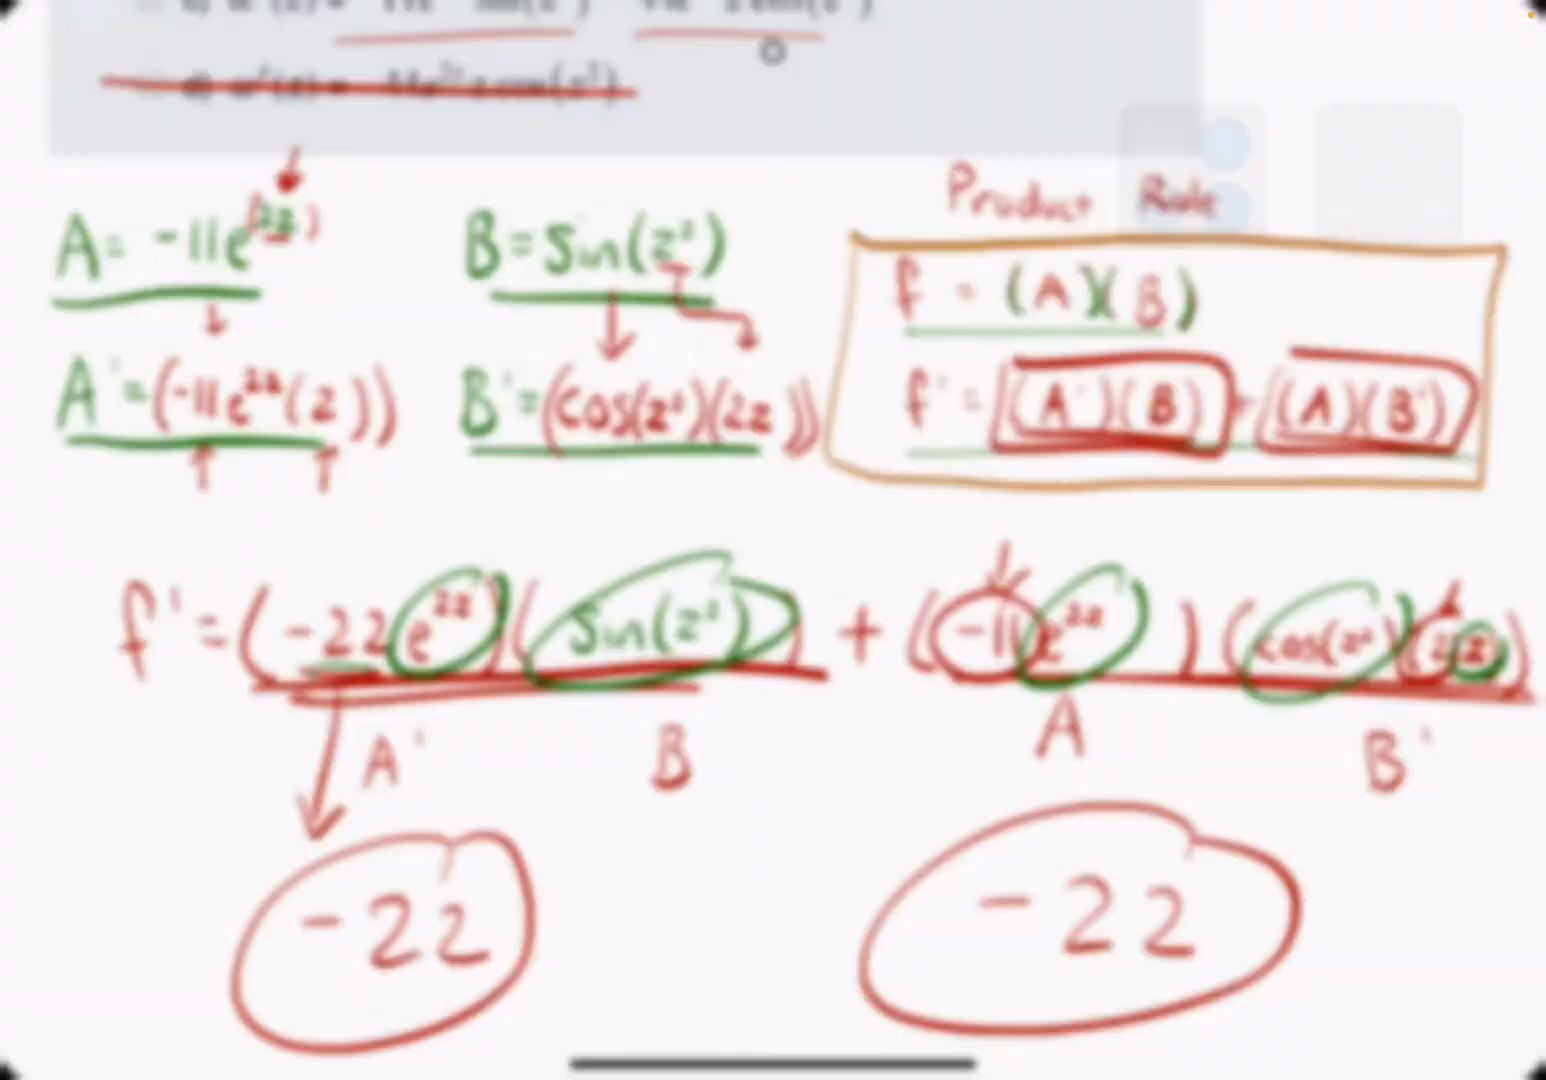 Product Rule
A = -11e^(2z)
B = Sin(z²)
f = (A)(B)
A' = (-11e^2z(2))
B' = (cos(z²)(2z))
f' = [(A')(B)] + [(A)(B')]
f' = (-22e^2z)(Sin(z²)) + (-11e^2z)(cos(z²)(2z))
A' B A B'
-22 -22